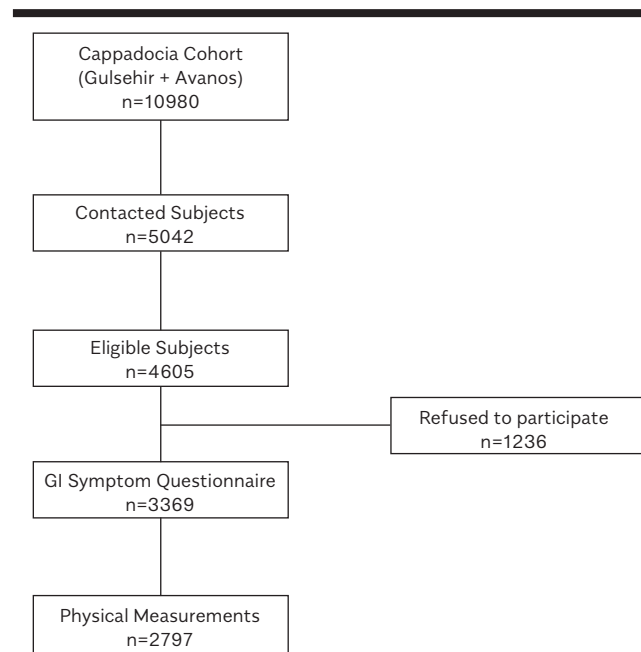 Cappadocia Cohort
(Gulsehir + Avanos)
n=10980
Contacted Subjects
n=5042
Eligible Subjects
n=4605
Refused to participate
n=1236
GI Symptom Questionnaire
n=3369
Physical Measurements
n=2797